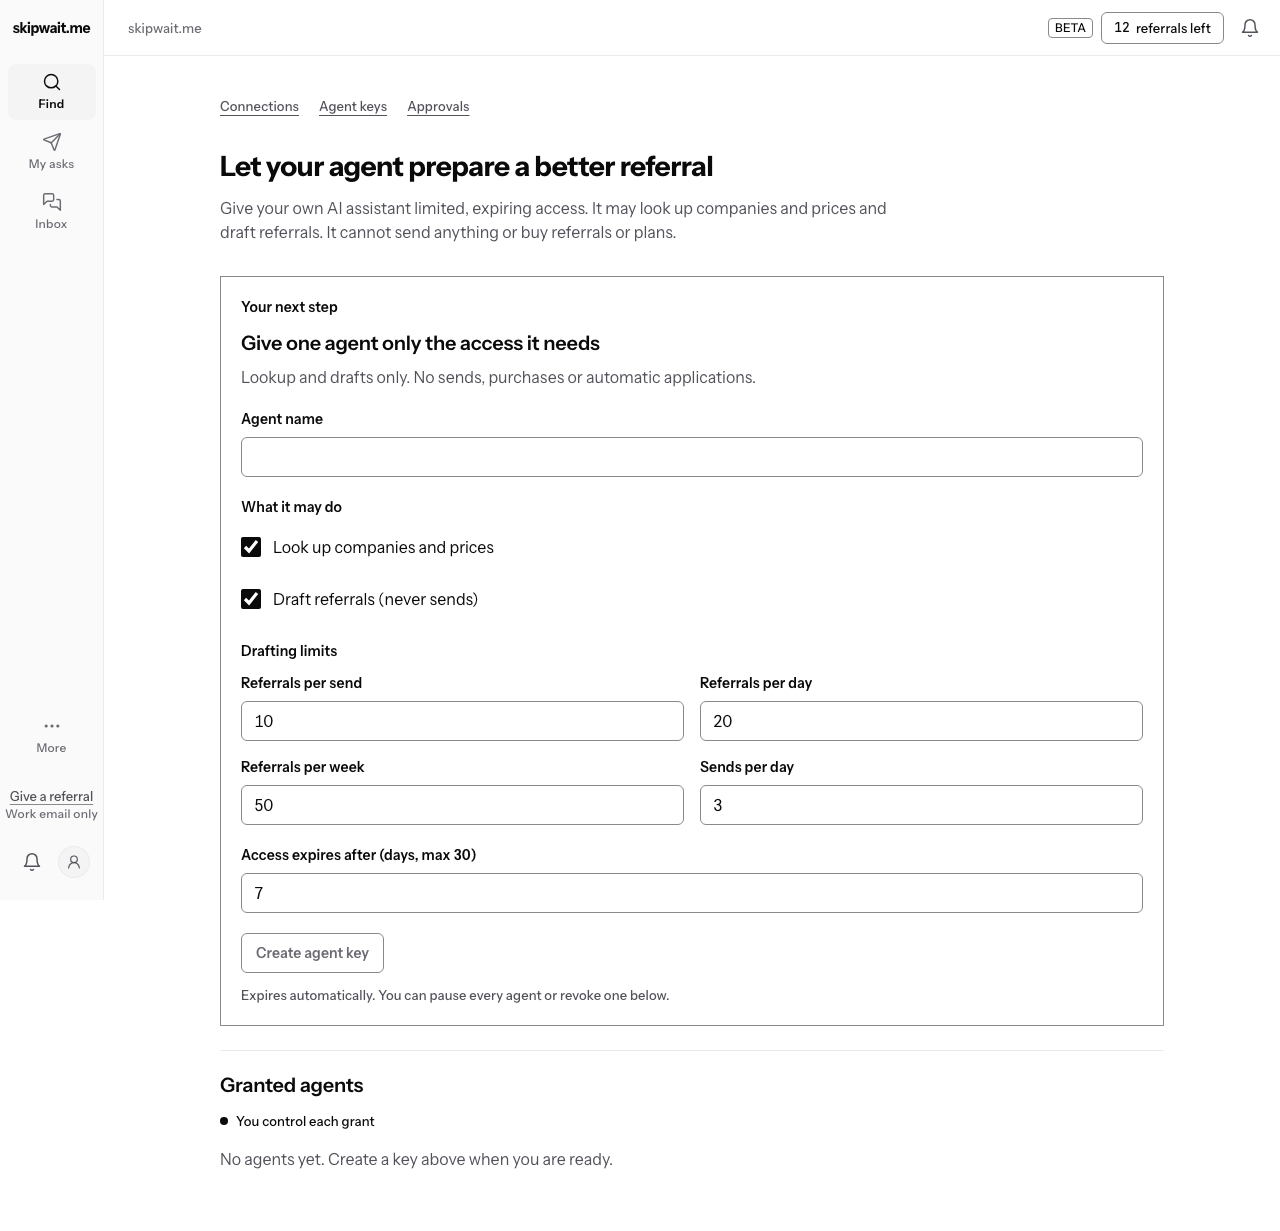 skipwait.me
Find
My asks
Inbox
More
Give a referral
Work email only
skipwait.me
BETA
12 referrals left
Connections
Agent keys
Approvals
Let your agent prepare a better referral
Give your own AI assistant limited, expiring access. It may look up companies and prices and
draft referrals. It cannot send anything or buy referrals or plans.
Your next step
Give one agent only the access it needs
Lookup and drafts only. No sends, purchases or automatic applications.
Agent name
What it may do
Look up companies and prices
Draft referrals (never sends)
Drafting limits
Referrals per send
Referrals per day
10
20
Referrals per week
Sends per day
50
3
Access expires after (days, max 30)
7
Create agent key
Expires automatically. You can pause every agent or revoke one below.
Granted agents
You control each grant
No agents yet. Create a key above when you are ready.